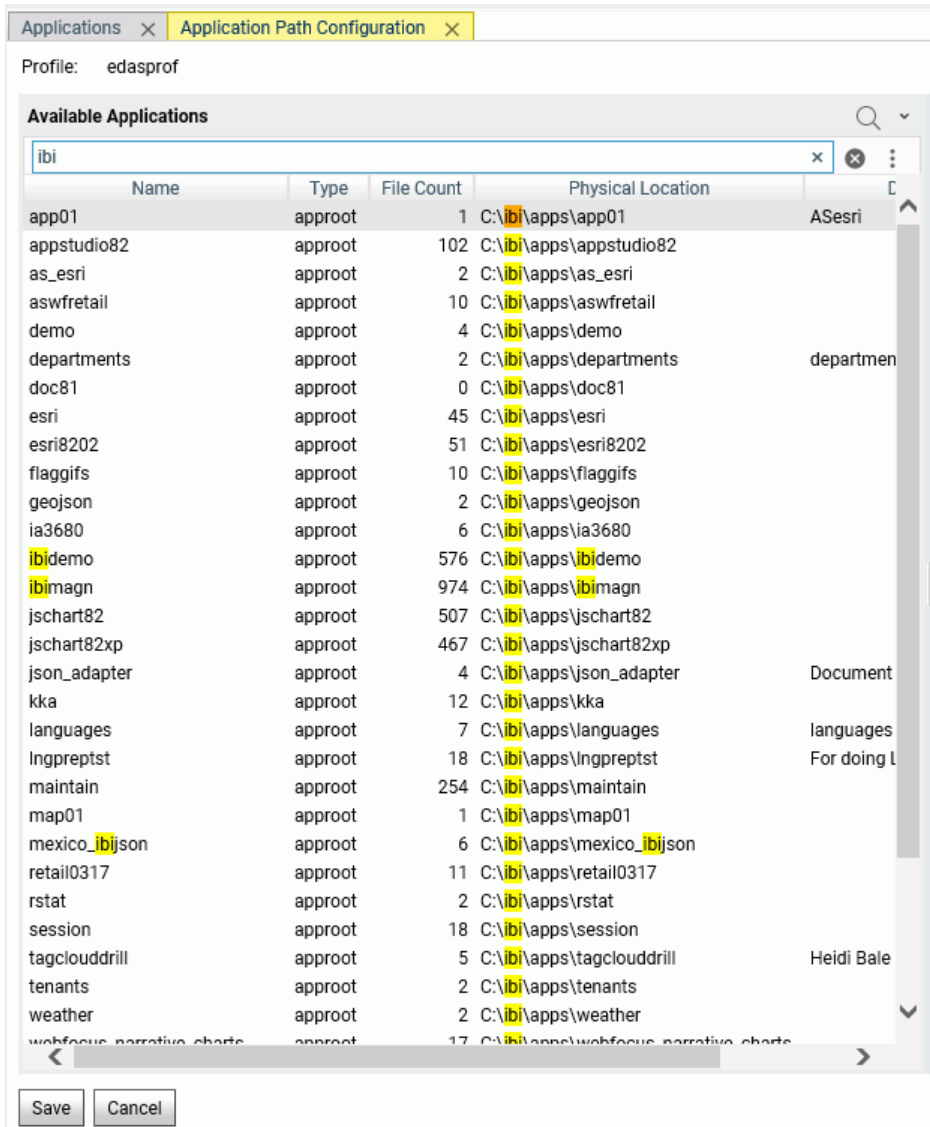 Applications × Application Path Configuration ×
Profile: edasprof
Available Applications
ibi
Name Type File Count Physical Location D
app01 approot 1 C:\ibi\apps\app01 ASesri
appstudio82 approot 102 C:\ibi\apps\appstudio82
as_esri approot 2 C:\ibi\apps\as_esri
aswfretail approot 10 C:\ibi\apps\aswfretail
demo approot 4 C:\ibi\apps\demo
departments approot 2 C:\ibi\apps\departments departmen
doc81 approot 0 C:\ibi\apps\doc81
esri approot 45 C:\ibi\apps\esri
esri8202 approot 51 C:\ibi\apps\esri8202
flaggifs approot 10 C:\ibi\apps\flaggifs
geojson approot 2 C:\ibi\apps\geojson
ia3680 approot 6 C:\ibi\apps\ia3680
ibidemo approot 576 C:\ibi\apps\ibidemo
ibimagn approot 974 C:\ibi\apps\ibimagn
jschart82 approot 507 C:\ibi\apps\jschart82
jschart82xp approot 467 C:\ibi\apps\jschart82xp
json_adapter approot 4 C:\ibi\apps\json_adapter Document
kka approot 12 C:\ibi\apps\kka
languages approot 7 C:\ibi\apps\languages languages
lngpreptst approot 18 C:\ibi\apps\lngpreptst For doing L
maintain approot 254 C:\ibi\apps\maintain
map01 approot 1 C:\ibi\apps\map01
mexico_ibijson approot 6 C:\ibi\apps\mexico_ibijson
retail0317 approot 11 C:\ibi\apps\retail0317
rstat approot 2 C:\ibi\apps\rstat
session approot 18 C:\ibi\apps\session
tagclouddrill approot 5 C:\ibi\apps\tagclouddrill Heidi Bale
tenants approot 2 C:\ibi\apps\tenants
weather approot 2 C:\ibi\apps\weather
webfocus_narrative_charts approot 17 C:\ibi\apps\webfocus_narrative_charts
Save Cancel